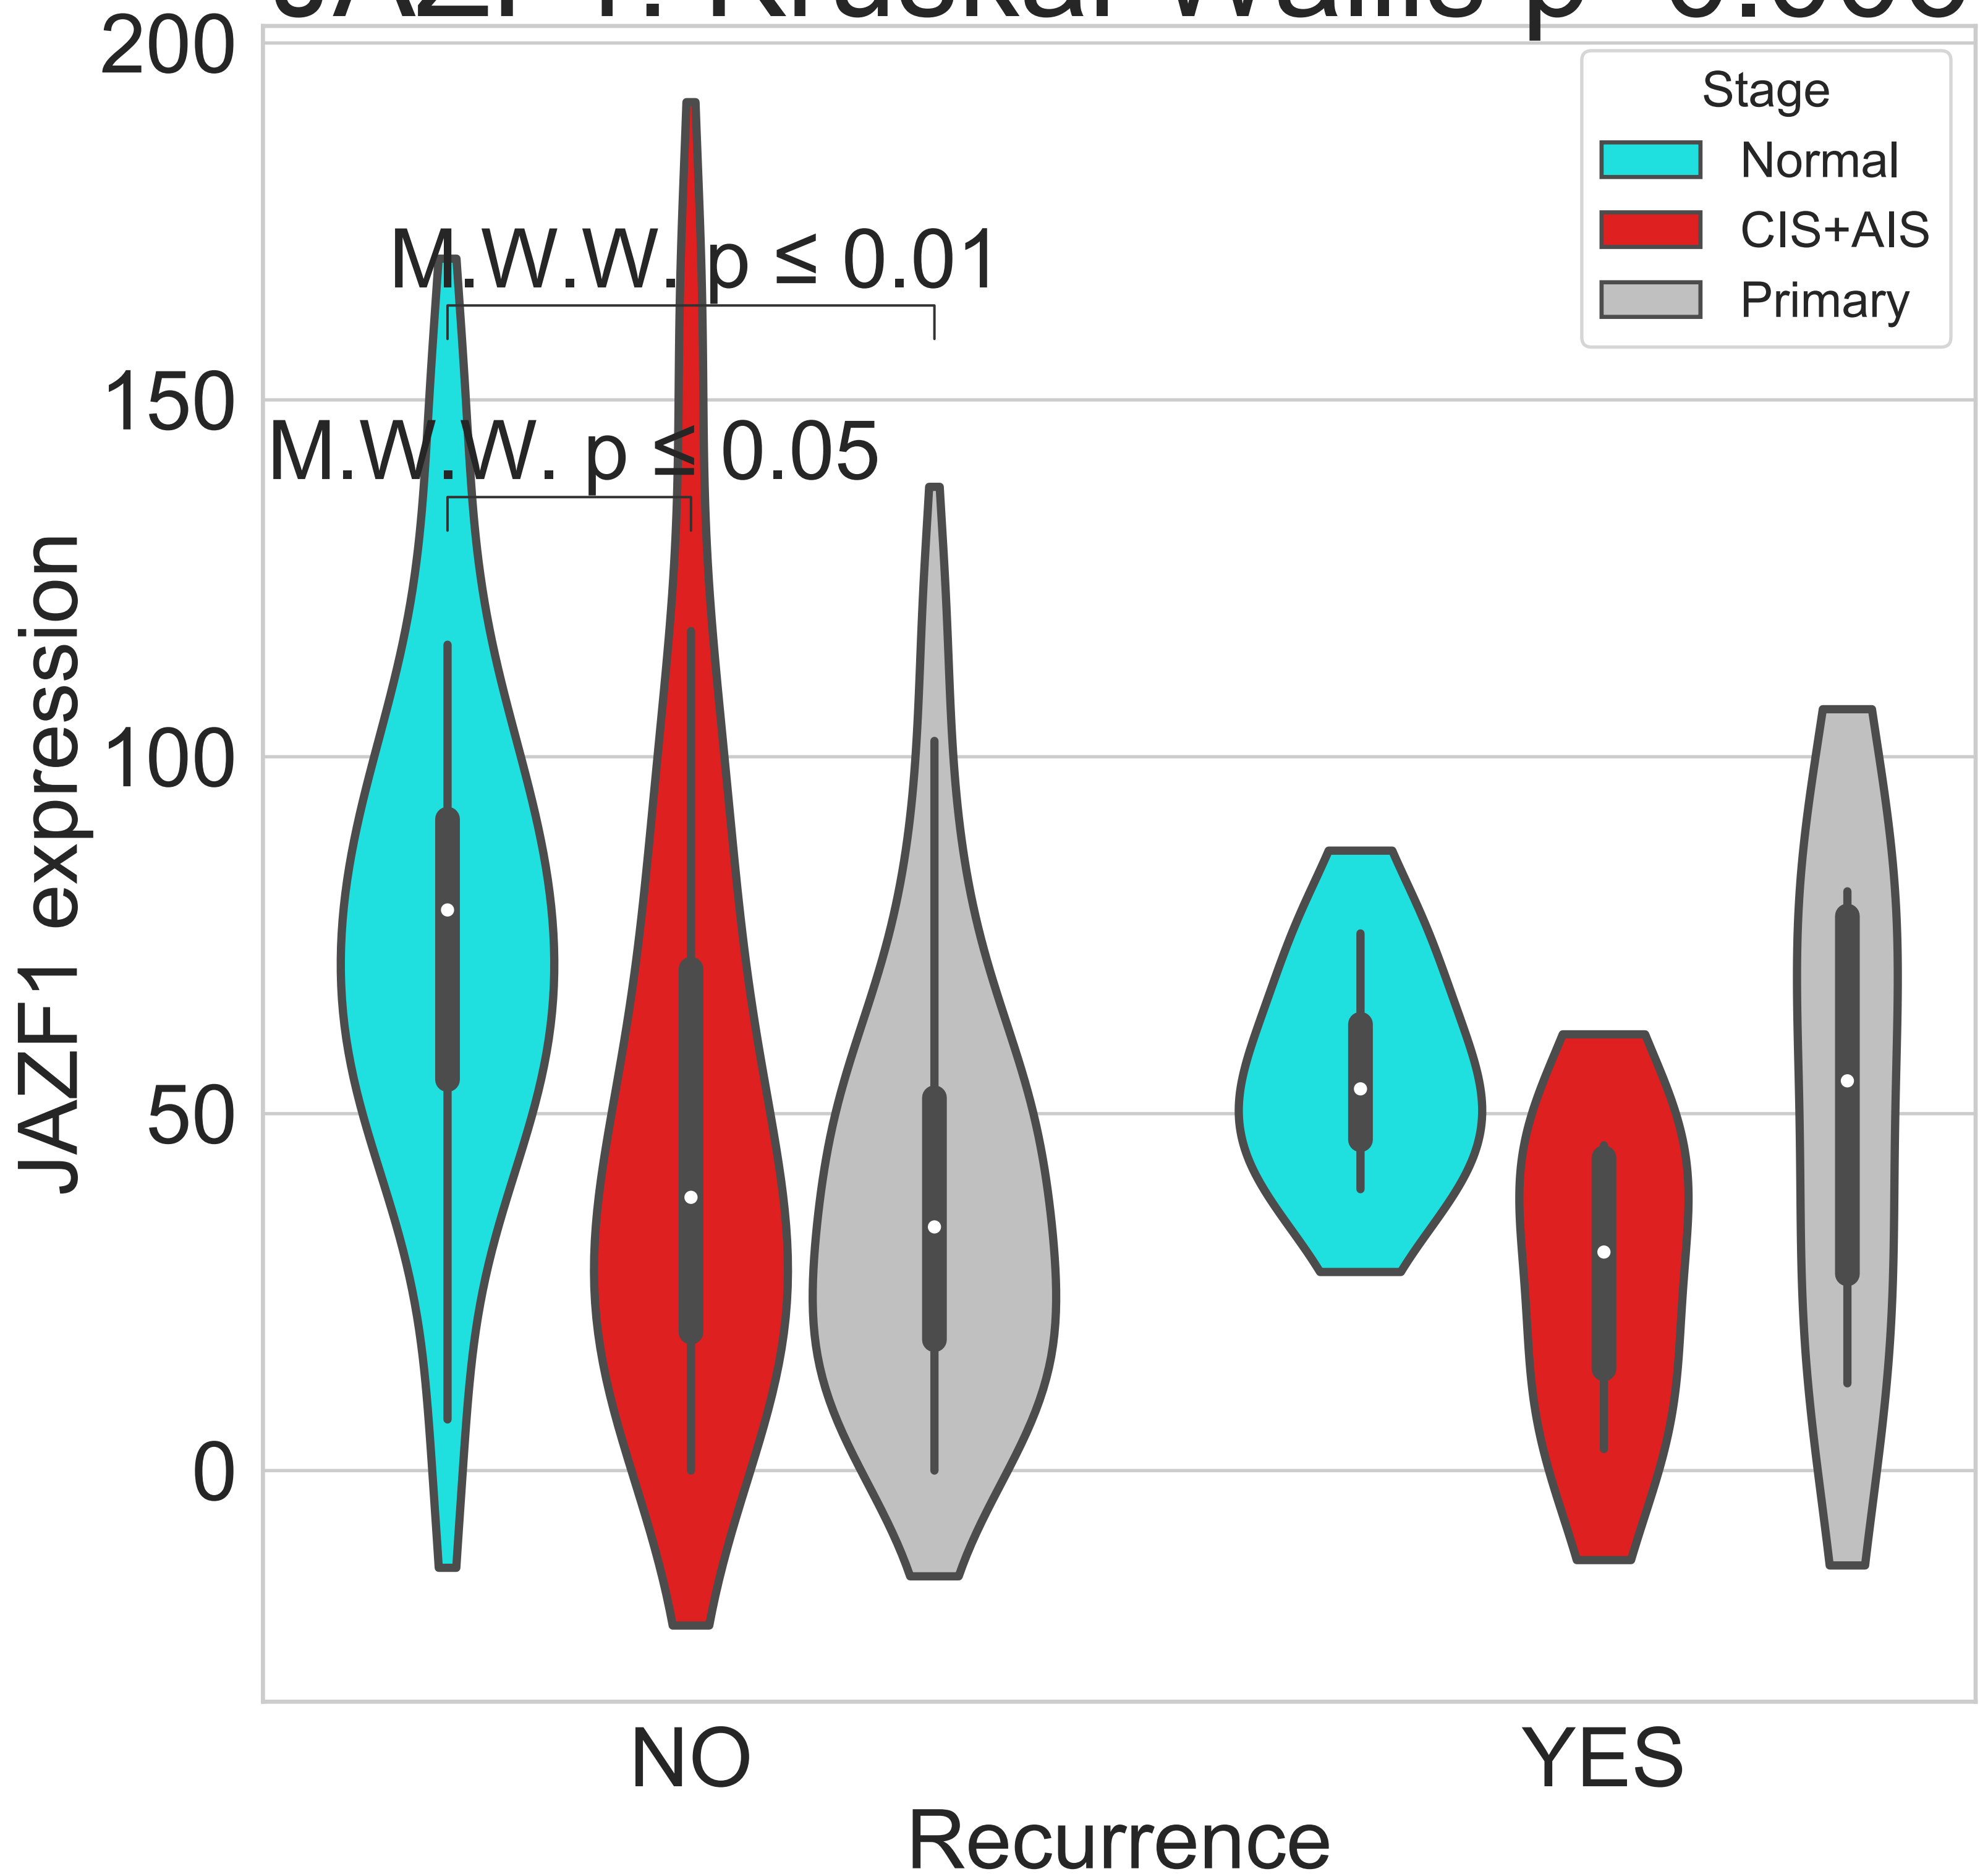 200
150
100
50
0
JAZF1 expression
M.W.W. p ≤ 0.01
M.W.W. p ≤ 0.05
Stage
Normal
CIS+AIS
Primary
NO
YES
Recurrence